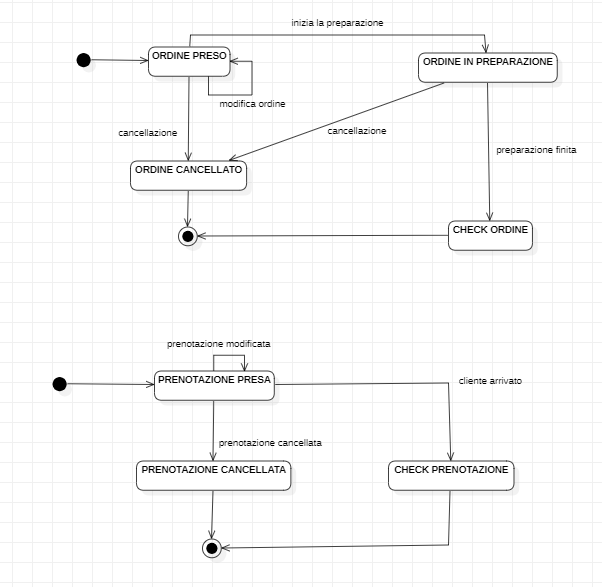 inizia la preparazione
ORDINE PRESO
ORDINE IN PREPARAZIONE
modifica ordine
cancellazione
cancellazione
preparazione finita
ORDINE CANCELLATO
CHECK ORDINE
prenotazione modificata
PRENOTAZIONE PRESA
cliente arrivato
prenotazione cancellata
PRENOTAZIONE CANCELLATA
CHECK PRENOTAZIONE